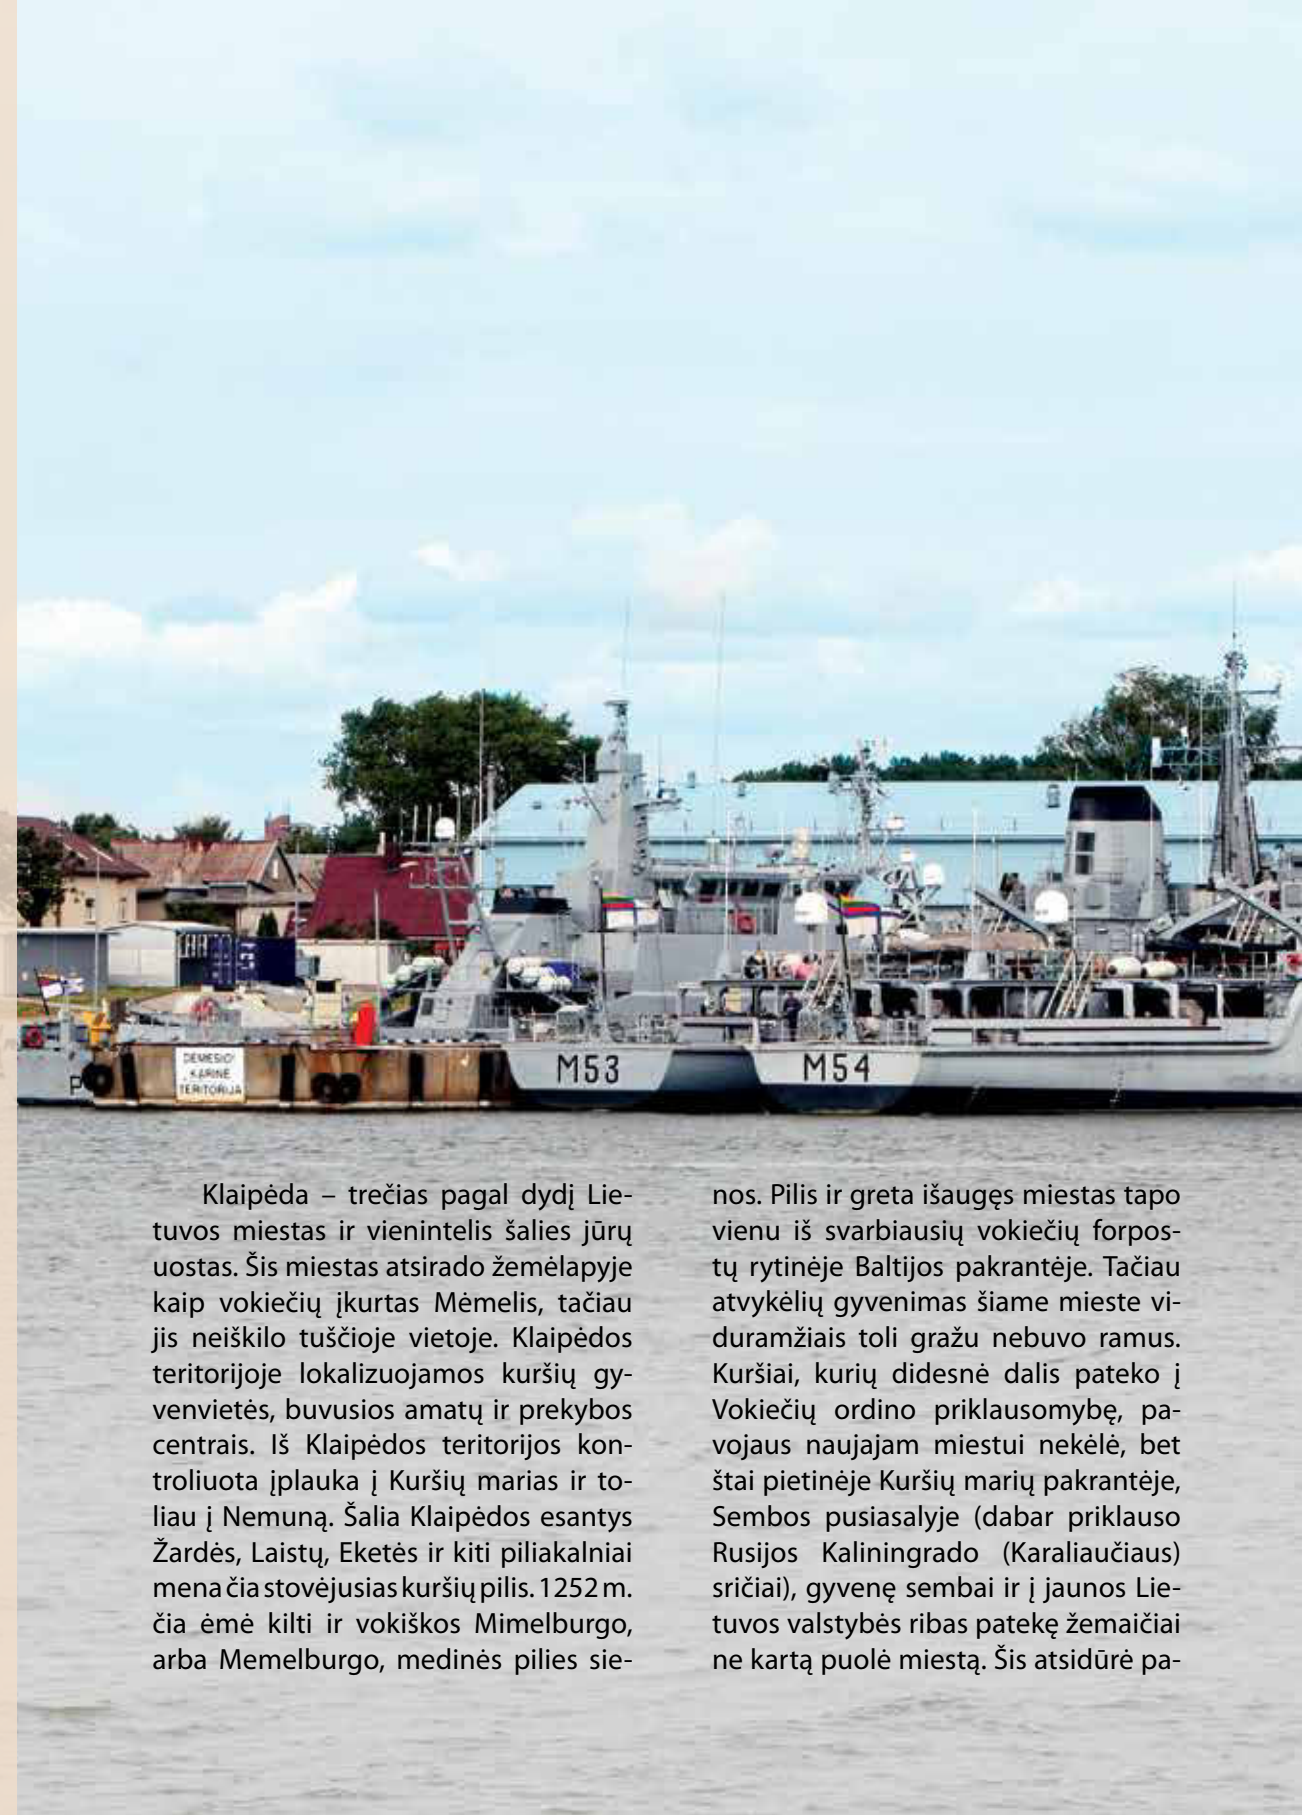 DĖMESIO!
KARINĖ
TERITORIJA
P
M53
M54
Klaipėda – trečias pagal dydį Lie-
tuvos miestas ir vienintelis šalies jūrų
uostas. Šis miestas atsirado žemėlapyje
kaip vokiečių įkurtas Mėmelis, tačiau
jis neiškilo tuščioje vietoje. Klaipėdos
teritorijoje lokalizuojamos kuršių gy-
venvietės, buvusios amatų ir prekybos
centrais. Iš Klaipėdos teritorijos kon-
troliuota įplauka į Kuršių marias ir to-
liau į Nemuną. Šalia Klaipėdos esantys
Žardės, Laistų, Eketės ir kiti piliakalniai
mena čia stovėjusias kuršių pilis. 1252 m.
čia ėmė kilti ir vokiškos Mimelburgo,
arba Memelburgo, medinės pilies sie-
nos. Pilis ir greta išaugęs miestas tapo
vienu iš svarbiausių vokiečių forpos-
tų rytinėje Baltijos pakrantėje. Tačiau
atvykėlių gyvenimas šiame mieste vi-
duramžiais toli gražu nebuvo ramus.
Kuršiai, kurių didesnė dalis pateko į
Vokiečių ordino priklausomybę, pa-
vojaus naujajam miestui nekėlė, bet
štai pietinėje Kuršių marių pakrantėje,
Sembos pusiasalyje (dabar priklauso
Rusijos Kaliningrado (Karaliaučiaus)
sričiai), gyvenę sembai ir į jaunos Lie-
tuvos valstybės ribas patekę žemaičiai
ne kartą puolė miestą. Šis atsidūrė pa-